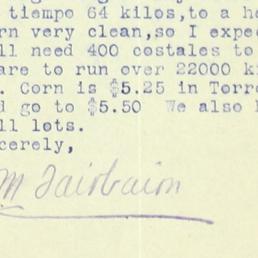 tiempo 64 kilos,to a h
rn very clean,so I expec
ll need 400 costales to
are to run over 22000 k
. Corn is $5.25 in Torre
d go to $5.50 We also
ll lots.
cerely,
M Fairbairn